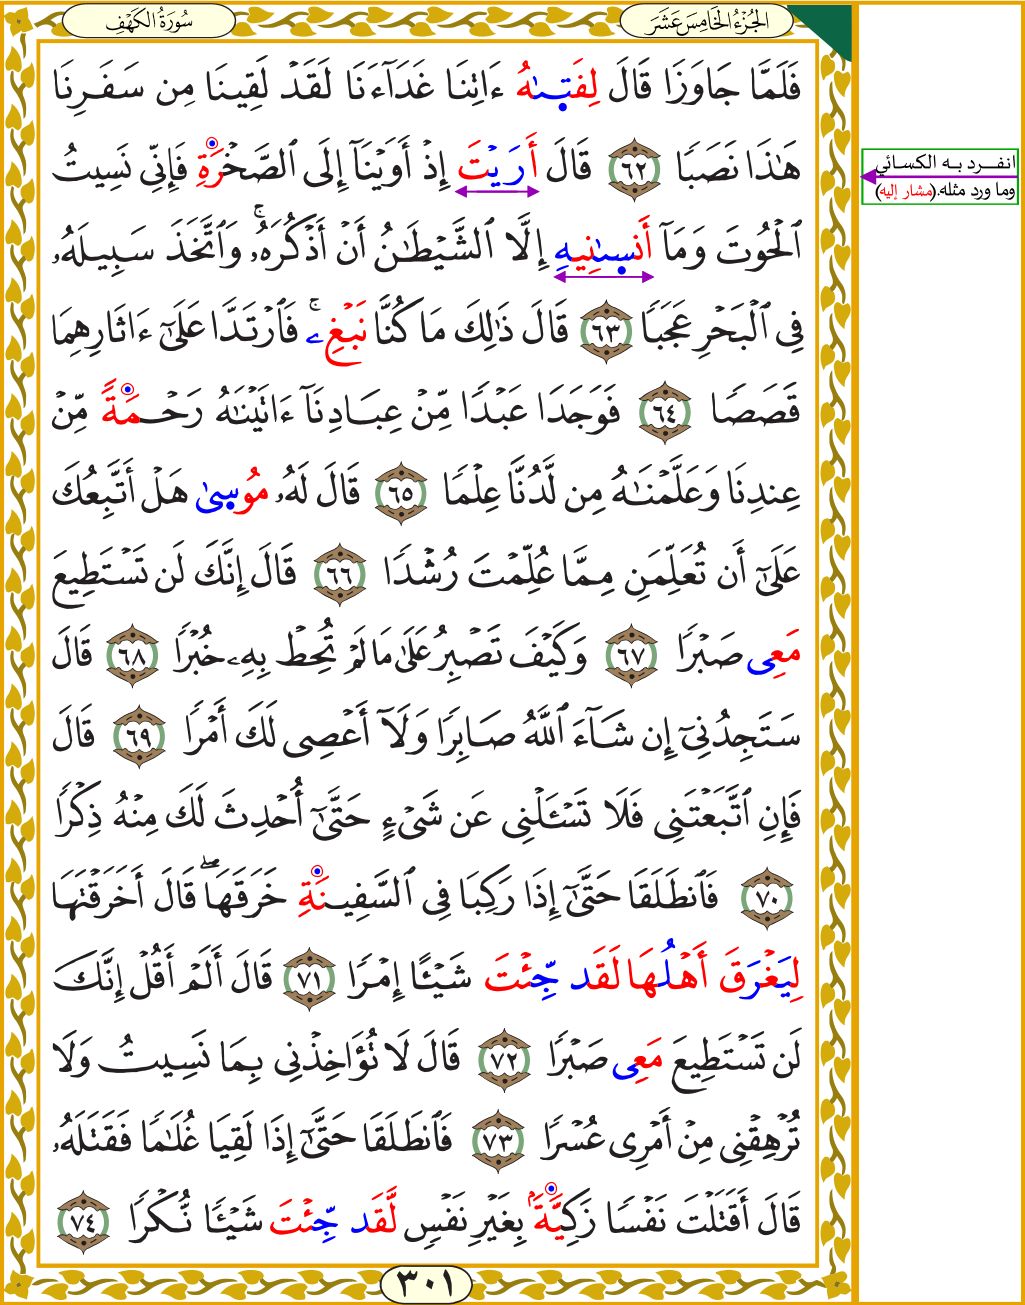 الجُزْءُ الخَامِسَ عَشَرَ
سُورَةُ الكَهْفِ
فَلَمَّا جَاوَزَا قَالَ لِفَتَىٰهُ ءَاتِنَا غَدَآءَنَا لَقَدْ لَقِينَا مِن سَفَرِنَا
هَٰذَا نَصَبًا ٦٢ قَالَ أَرَيْتَ إِذْ أَوَيْنَآ إِلَى ٱلصَّخْرَةِ فَإِنِّى نَسِيتُ
ٱلْحُوتَ وَمَآ أَنسَىٰنِيهِ إِلَّا ٱلشَّيْطَٰنُ أَنْ أَذْكُرَهُۥۚ وَٱتَّخَذَ سَبِيلَهُۥ
فِى ٱلْبَحْرِ عَجَبًا ٦٣ قَالَ ذَٰلِكَ مَا كُنَّا نَبْغِۦۚ فَٱرْتَدَّا عَلَىٰٓ ءَاثَارِهِمَا
قَصَصًا ٦٤ فَوَجَدَا عَبْدًا مِّنْ عِبَادِنَآ ءَاتَيْنَٰهُ رَحْمَةً مِّنْ
عِندِنَا وَعَلَّمْنَٰهُ مِن لَّدُنَّا عِلْمًا ٦٥ قَالَ لَهُۥ مُوسَىٰ هَلْ أَتَّبِعُكَ
عَلَىٰٓ أَن تُعَلِّمَنِ مِمَّا عُلِّمْتَ رُشْدًا ٦٦ قَالَ إِنَّكَ لَن تَسْتَطِيعَ
مَعِى صَبْرًا ٦٧ وَكَيْفَ تَصْبِرُ عَلَىٰ مَا لَمْ تُحِطْ بِهِۦ خُبْرًا ٦٨ قَالَ
سَتَجِدُنِىٓ إِن شَآءَ ٱللَّهُ صَابِرًا وَلَآ أَعْصِى لَكَ أَمْرًا ٦٩ قَالَ
فَإِنِ ٱتَّبَعْتَنِى فَلَا تَسْـَٔلْنِى عَن شَىْءٍ حَتَّىٰٓ أُحْدِثَ لَكَ مِنْهُ ذِكْرًا
٧٠ فَٱنطَلَقَا حَتَّىٰٓ إِذَا رَكِبَا فِى ٱلسَّفِينَةِ خَرَقَهَاۖ قَالَ أَخَرَقْتَهَا
لِيَغْرَقَ أَهْلُهَا لَقَد جِّئْتَ شَيْـًٔا إِمْرًا ٧١ قَالَ أَلَمْ أَقُلْ إِنَّكَ
لَن تَسْتَطِيعَ مَعِى صَبْرًا ٧٢ قَالَ لَا تُؤَاخِذْنِى بِمَا نَسِيتُ وَلَا
تُرْهِقْنِى مِنْ أَمْرِى عُسْرًا ٧٣ فَٱنطَلَقَا حَتَّىٰٓ إِذَا لَقِيَا غُلَٰمًا فَقَتَلَهُۥ
قَالَ أَقَتَلْتَ نَفْسًا زَكِيَّةًۢ بِغَيْرِ نَفْسٍ لَّقَد جِّئْتَ شَيْـًٔا نُّكْرًا ٧٤
٣٠١
انفرد به الكسائي
وما ورد مثله.(مشار إليه)